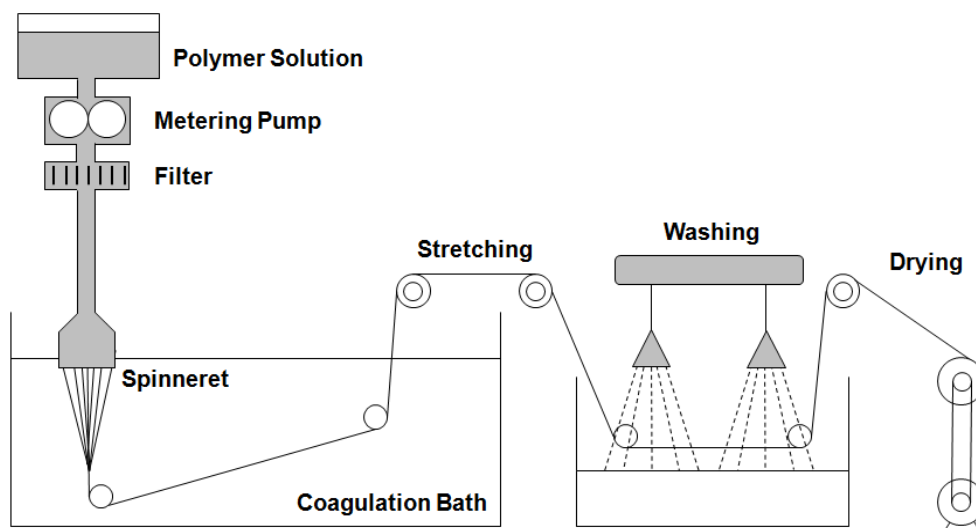 Polymer Solution
Metering Pump
Filter
Stretching
Washing
Drying
Spinneret
Coagulation Bath